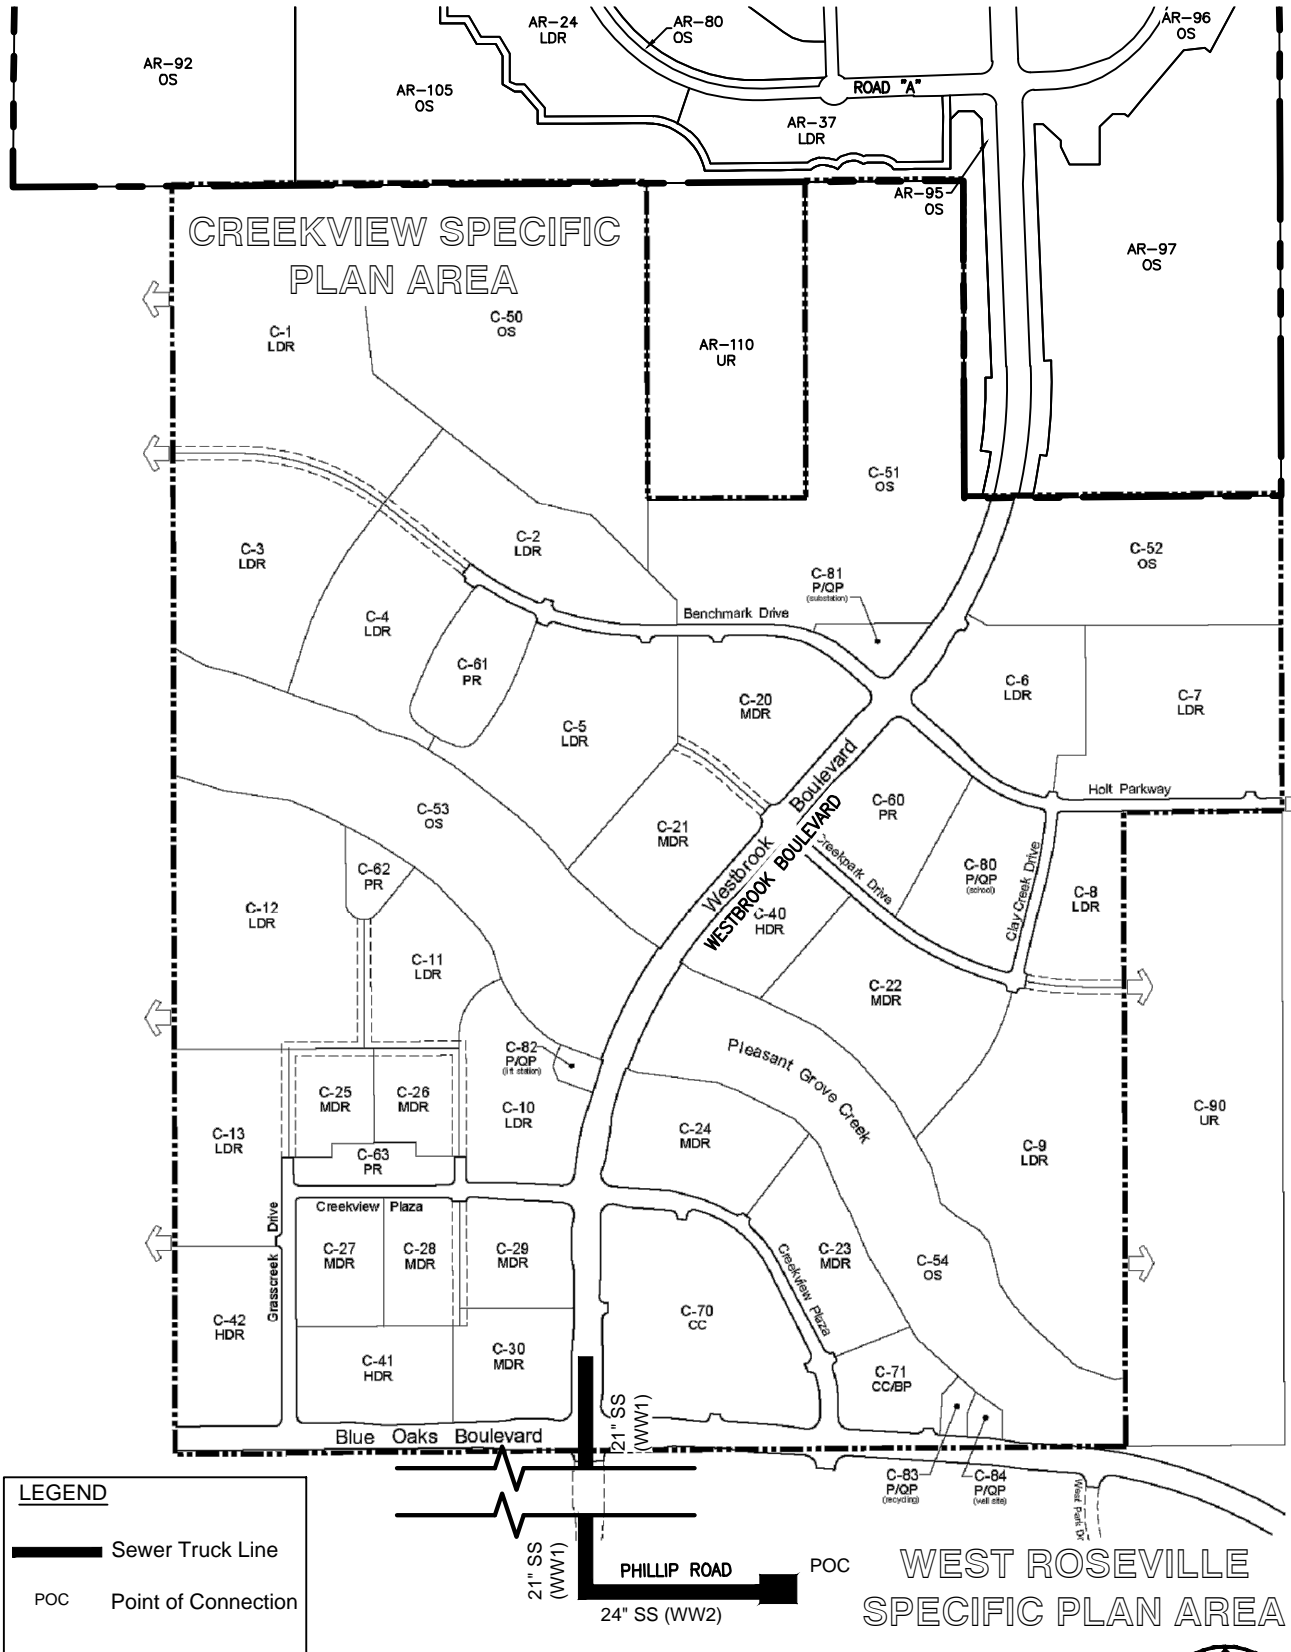 AR-24
LDR
AR-80
OS
AR-96
OS
AR-92
OS
AR-105
OS
ROAD "A"
AR-37
LDR
AR-95
OS
AR-97
OS
CREEKVIEW SPECIFIC
PLAN AREA
C-1
LDR
C-50
OS
AR-110
UR
C-51
OS
C-2
LDR
C-3
LDR
C-52
OS
C-81
P/QP
(substation)
Benchmark Drive
C-4
LDR
C-61
PR
C-6
LDR
C-7
LDR
C-20
MDR
C-5
LDR
Westbrook Boulevard
WESTBROOK BOULEVARD
Holt Parkway
C-53
OS
C-60
PR
C-21
MDR
Creekpark Drive
C-80
P/QP
(school)
Clay Creek Drive
C-8
LDR
C-62
PR
C-12
LDR
C-40
HDR
C-11
LDR
C-22
MDR
Pleasant Grove Creek
C-82
P/QP
(lift station)
C-25
MDR
C-26
MDR
C-10
LDR
C-90
UR
C-13
LDR
C-24
MDR
C-63
PR
C-9
LDR
Creekview Plaza
Grasscreek Drive
C-27
MDR
C-28
MDR
C-29
MDR
Creekview Plaza
C-23
MDR
C-54
OS
C-42
HDR
C-70
CC
C-41
HDR
C-30
MDR
C-71
CC/BP
21" SS
(WW1)
Blue Oaks Boulevard
C-83
P/QP
(recycling)
C-84
P/QP
(well site)
West Park Dr
LEGEND
Sewer Truck Line
POC Point of Connection
21" SS
(WW1)
PHILLIP ROAD
POC
24" SS (WW2)
WEST ROSEVILLE
SPECIFIC PLAN AREA